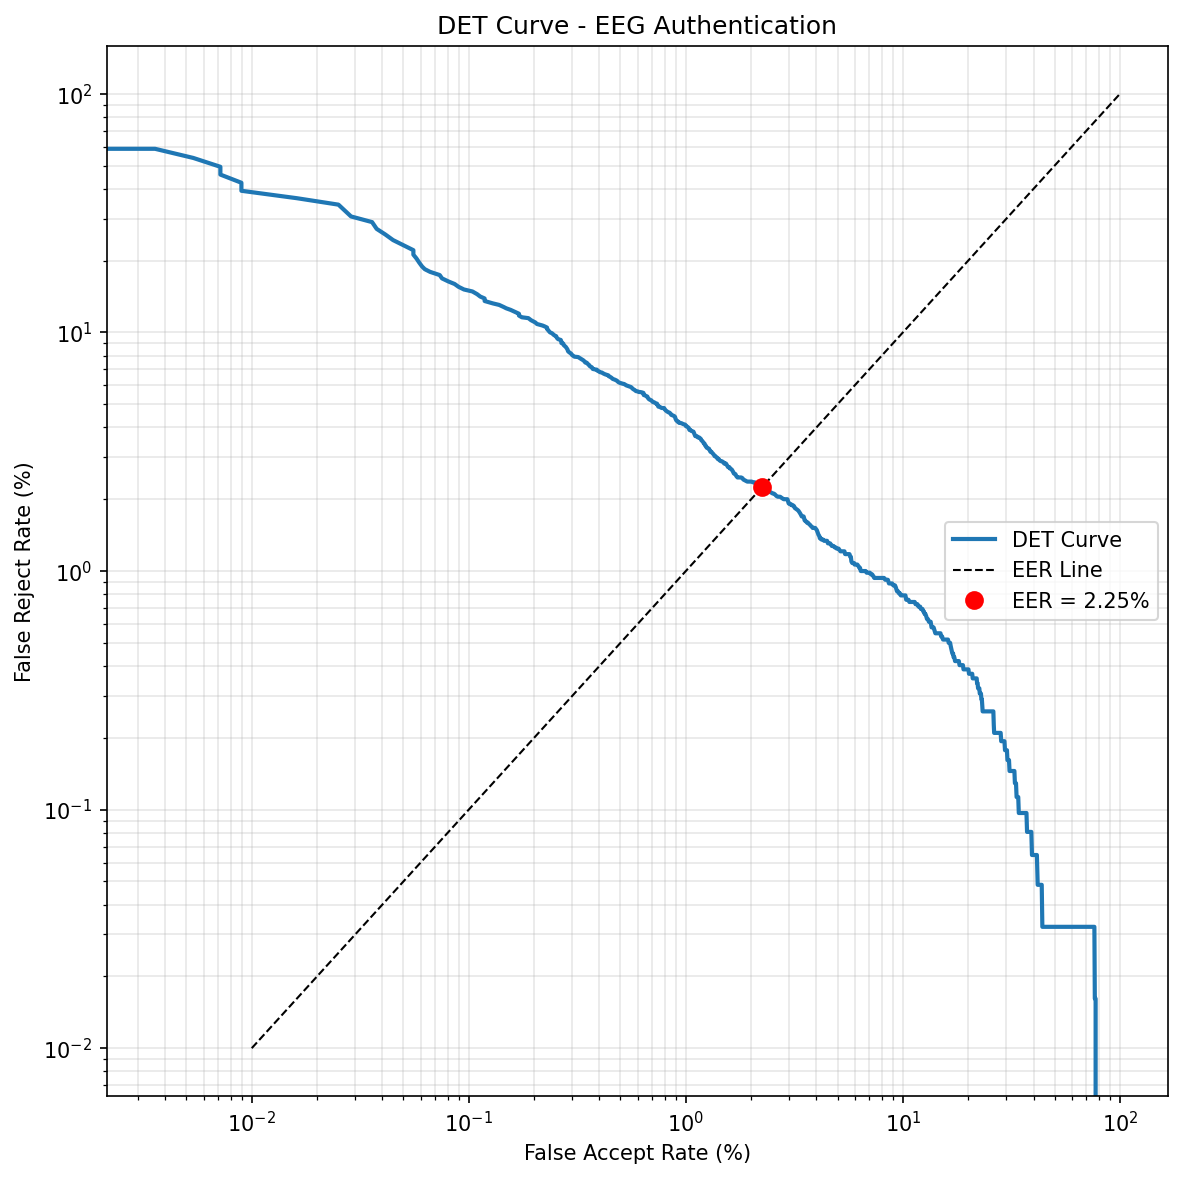 DET Curve - EEG Authentication
10²
10¹
10⁰
10⁻¹
10⁻²
False Reject Rate (%)
DET Curve
EER Line
EER = 2.25%
10⁻²
10⁻¹
10⁰
10¹
10²
False Accept Rate (%)